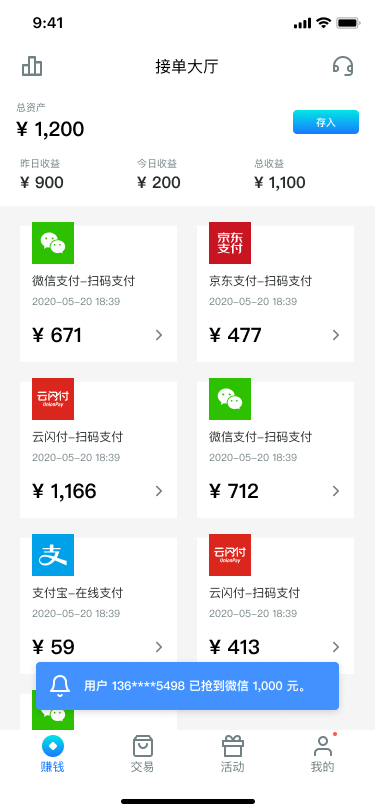 9:41
接单大厅
总资产
¥ 1,200
存入
昨日收益 今日收益 总收益
¥ 900 ¥ 200 ¥ 1,100
京东
支付
微信支付-扫码支付 京东支付-扫码支付
2020-05-20 18:39 2020-05-20 18:39
¥ 671 ¥ 477
云闪付
UnionPay
云闪付-扫码支付 微信支付-扫码支付
2020-05-20 18:39 2020-05-20 18:39
¥ 1,166 ¥ 712
支 云闪付
UnionPay
支付宝-在线支付 云闪付-扫码支付
2020-05-20 18:39 2020-05-20 18:39
¥ 59 ¥ 413
用户 136****5498 已抢到微信 1,000 元。
赚钱 交易 活动 我的